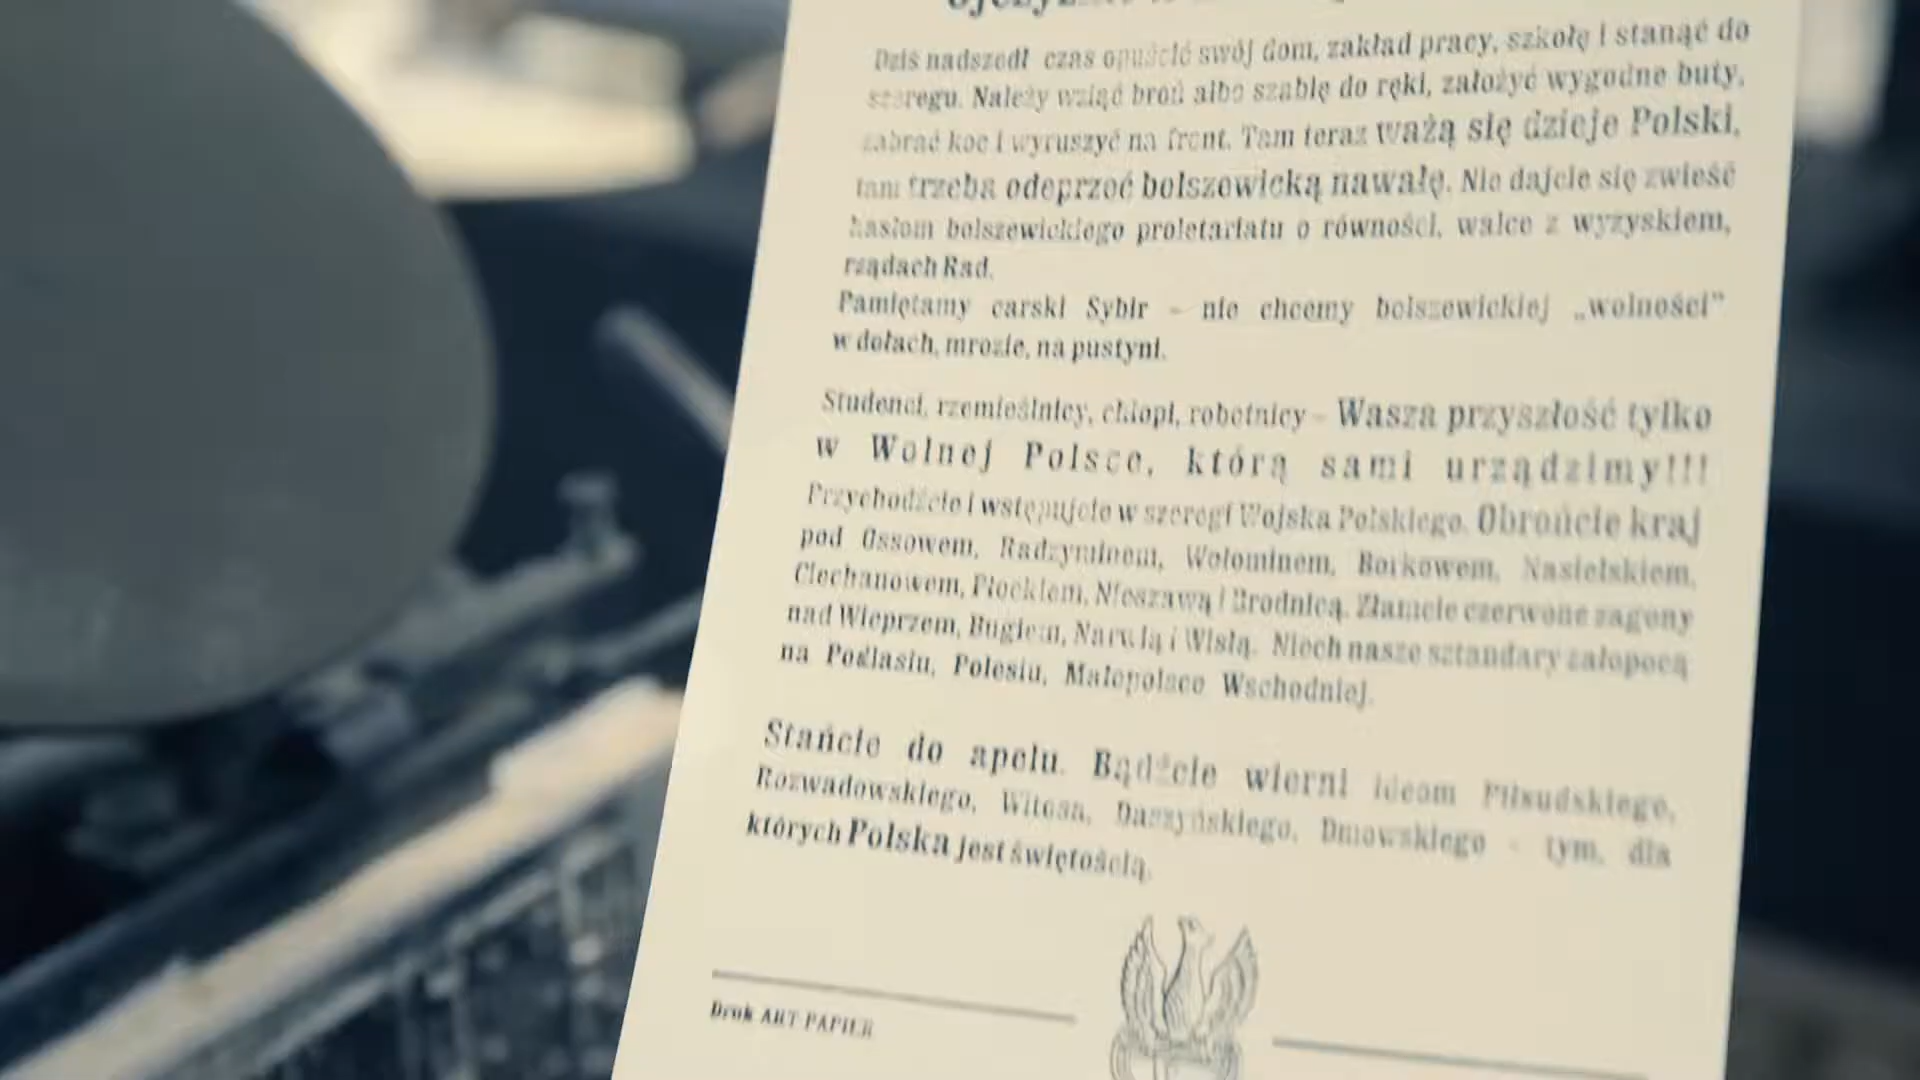 Dziś nadszedł czas opuścić swój dom, zakład pracy, szkołę i stanąć do
szeregu. Należy wziąć broń albo szablę do ręki, założyć wygodne buty,
zabrać koc i wyruszyć na front. Tam teraz ważą się dzieje Polski,
tam trzeba odeprzeć bolszewicką nawałę. Nie dajcie się zwieść
hasłom bolszewickiego proletariatu o równości, walce z wyzyskiem,
rządach Rad.
Pamiętamy carski Sybir – nie chcemy bolszewickiej „wolności”
w dołach, mrozie, na pustyni.
Studenci, rzemieślnicy, chłopi, robotnicy – Wasza przyszłość tylko
w Wolnej Polsce, którą sami urządzimy!!!
Przychodźcie i wstępujcie w szeregi Wojska Polskiego. Obrońcie kraj
pod Ossowem, Radzyminem, Wołominem, Borkowem, Nasielskiem,
Ciechanowem, Płockiem, Nieszawą i Brodnicą. Złamcie czerwone zagony
nad Wieprzem, Bugiem, Narwią i Wisłą. Niech nasze sztandary załopocą
na Podlasiu, Polesiu, Małopolsce Wschodniej.
Stańcie do apelu. Bądźcie wierni ideom Piłsudskiego,
Rozwadowskiego, Witosa, Daszyńskiego, Dmowskiego – tym, dla
których Polska jest świętością.
Druk ART PAPIER